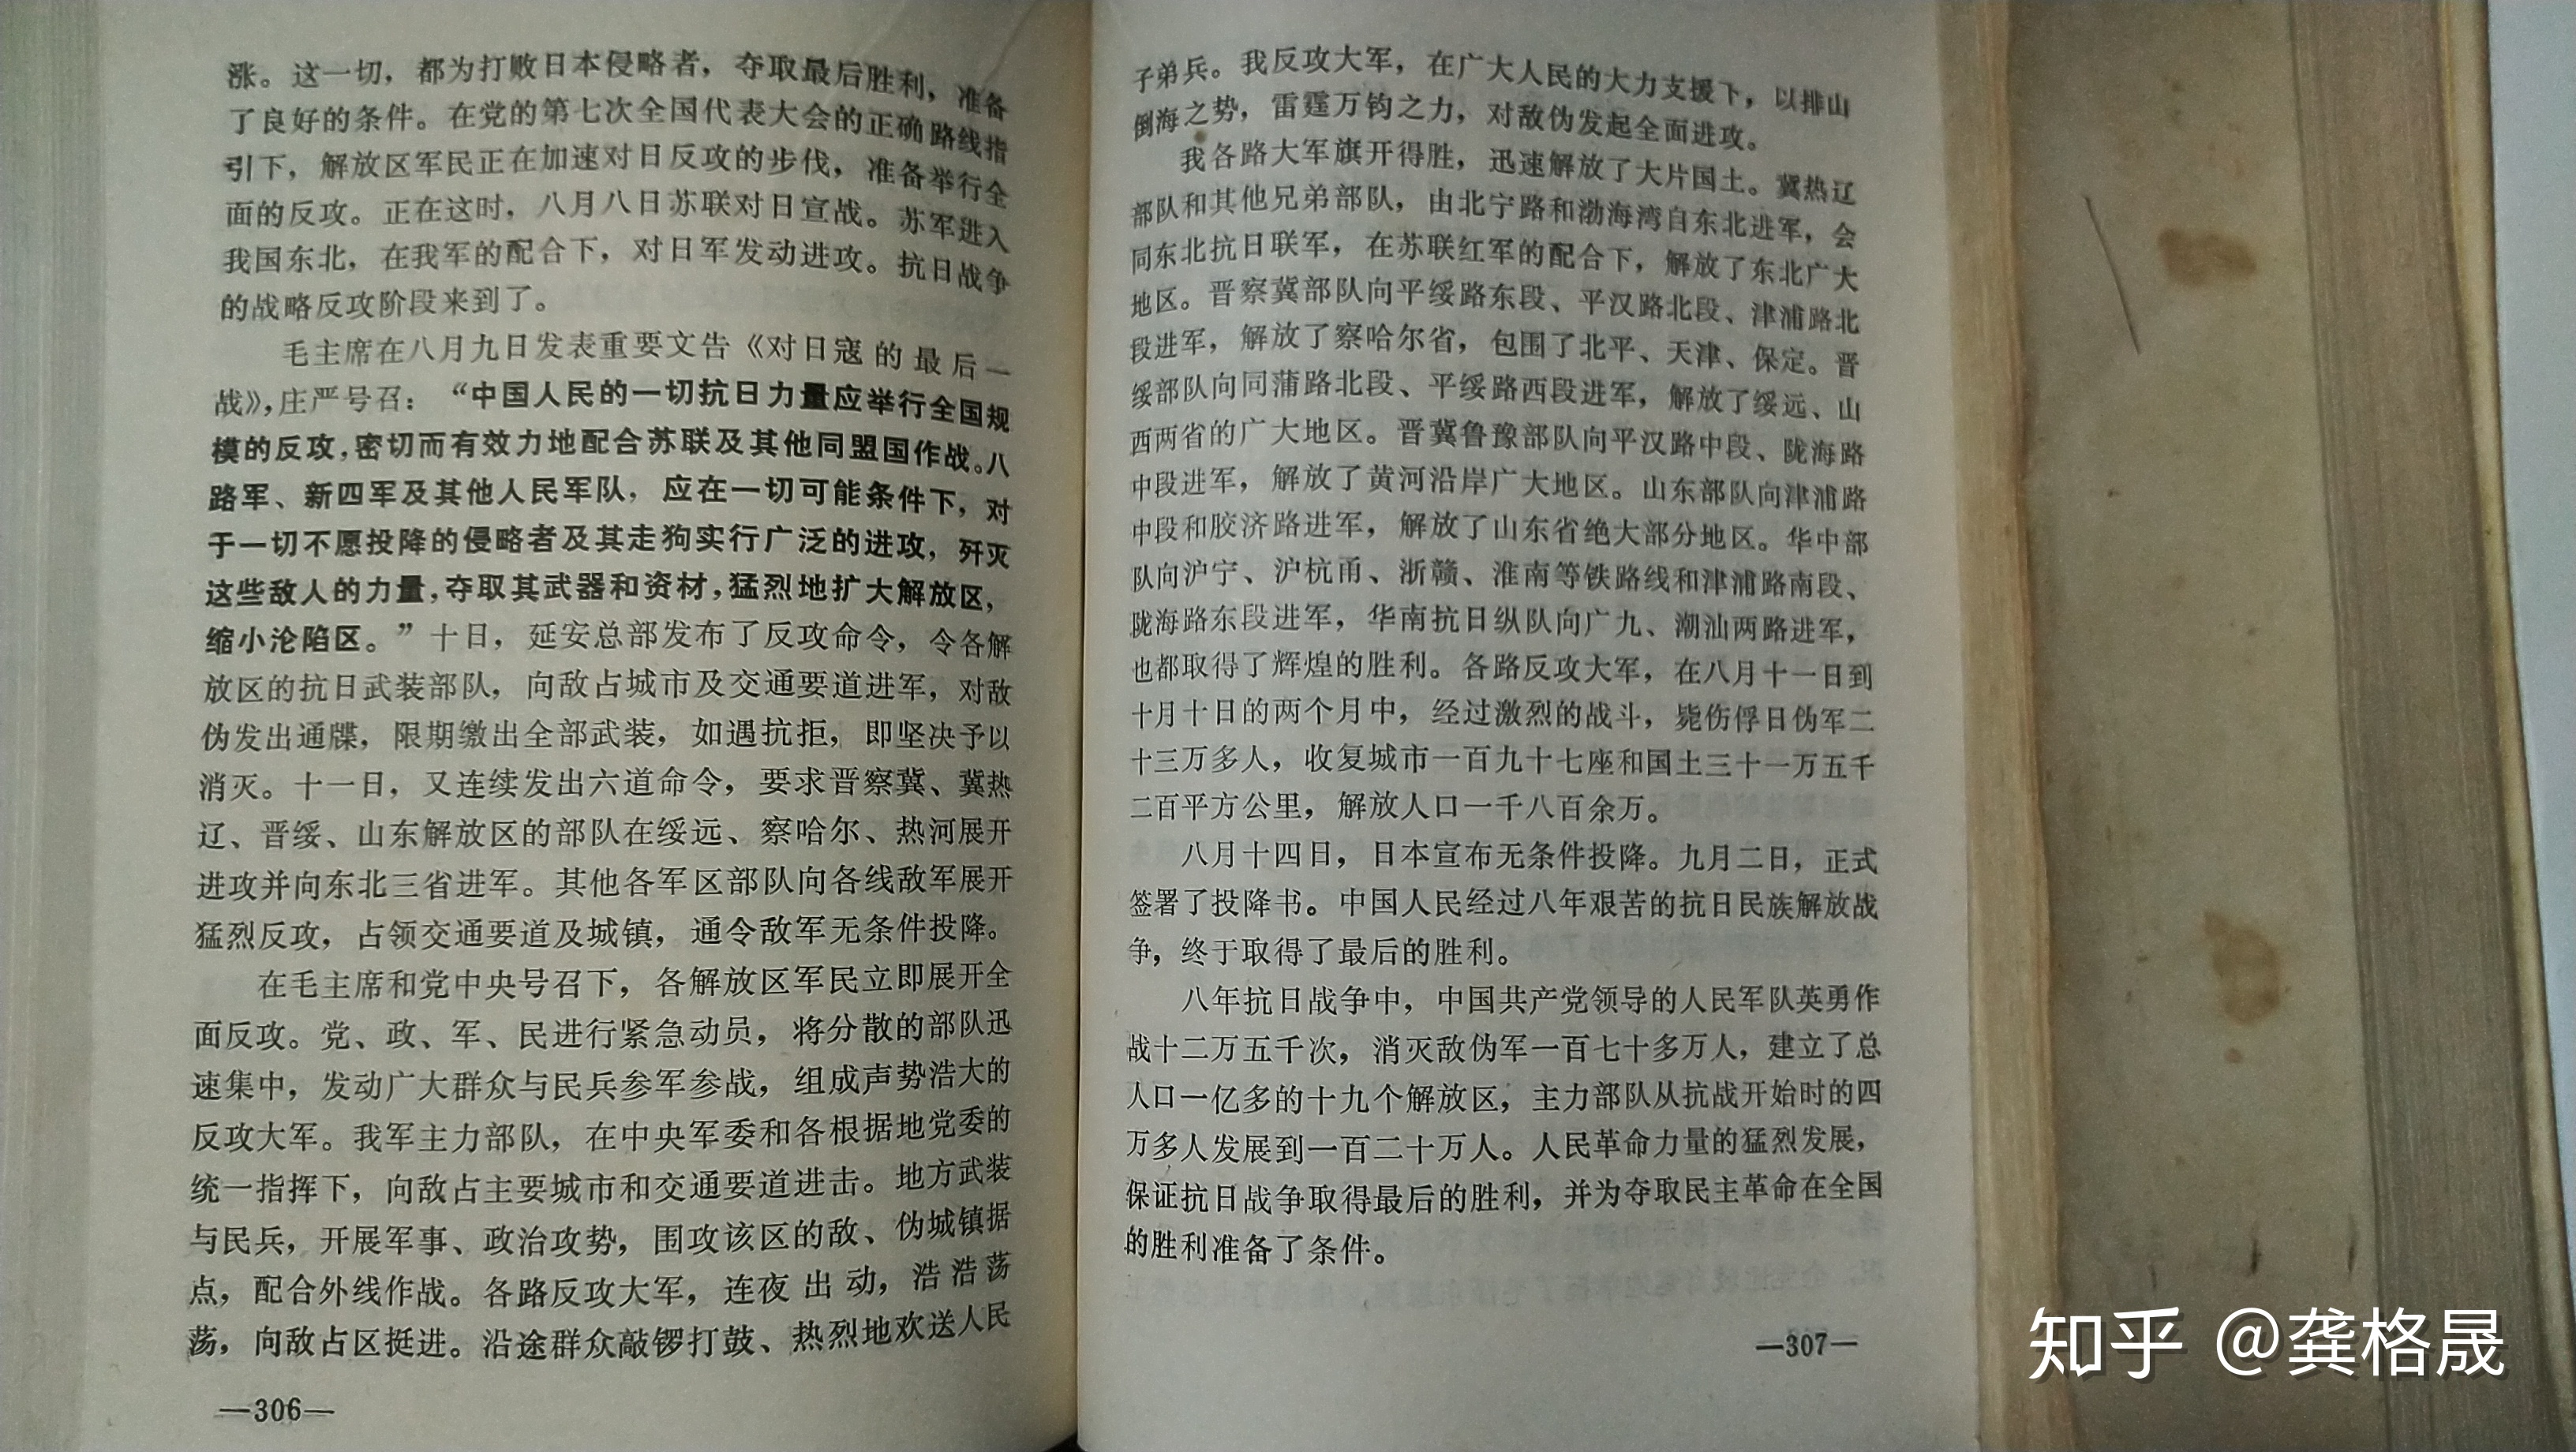 涨。这一切，都为打败日本侵略者，夺取最后胜利，准备
了良好的条件。在党的第七次全国代表大会的正确路线指
引下，解放区军民正在加速对日反攻的步伐，准备举行全
面的反攻。正在这时，八月八日苏联对日宣战。苏军进入
我国东北，在我军的配合下，对日军发动进攻。抗日战争
的战略反攻阶段来到了。
毛主席在八月九日发表重要文告《对日寇的最后一
战》，庄严号召：“中国人民的一切抗日力量应举行全国规
模的反攻，密切而有效力地配合苏联及其他同盟国作战。八
路军、新四军及其他人民军队，应在一切可能条件下，对
于一切不愿投降的侵略者及其走狗实行广泛的进攻，歼灭
这些敌人的力量，夺取其武器和资材，猛烈地扩大解放区，
缩小沦陷区。”十日，延安总部发布了反攻命令，令各解
放区的抗日武装部队，向敌占城市及交通要道进军，对敌
伪发出通牒，限期缴出全部武装，如遇抗拒，即坚决予以
消灭。十一日，又连续发出六道命令，要求晋察冀、冀热
辽、晋绥、山东解放区的部队在绥远、察哈尔、热河展开
进攻并向东北三省进军。其他各军区部队向各线敌军展开
猛烈反攻，占领交通要道及城镇，通令敌军无条件投降。
在毛主席和党中央号召下，各解放区军民立即展开全
面反攻。党、政、军、民进行紧急动员，将分散的部队迅
速集中，发动广大群众与民兵参军参战，组成声势浩大的
反攻大军。我军主力部队，在中央军委和各根据地党委的
统一指挥下，向敌占主要城市和交通要道进击。地方武装
与民兵，开展军事、政治攻势，围攻该区的敌、伪城镇据
点，配合外线作战。各路反攻大军，连夜出动，浩浩荡
荡，向敌占区挺进。沿途群众敲锣打鼓、热烈地欢送人民
—306—
子弟兵。我反攻大军，在广大人民的大力支援下，以排山
倒海之势，雷霆万钧之力，对敌伪发起全面进攻。
我各路大军旗开得胜，迅速解放了大片国土。冀热辽
部队和其他兄弟部队，由北宁路和渤海湾自东北进军，会
同东北抗日联军，在苏联红军的配合下，解放了东北广大
地区。晋察冀部队向平绥路东段、平汉路北段、津浦路北
段进军，解放了察哈尔省，包围了北平、天津、保定。晋
绥部队向同蒲路北段、平绥路西段进军，解放了绥远、山
西两省的广大地区。晋冀鲁豫部队向平汉路中段、陇海路
中段进军，解放了黄河沿岸广大地区。山东部队向津浦路
中段和胶济路进军，解放了山东省绝大部分地区。华中部
队向沪宁、沪杭甬、浙赣、淮南等铁路线和津浦路南段、
陇海路东段进军，华南抗日纵队向广九、潮汕两路进军，
也都取得了辉煌的胜利。各路反攻大军，在八月十一日到
十月十日的两个月中，经过激烈的战斗，毙伤俘日伪军二
十三万多人，收复城市一百九十七座和国土三十一万五千
二百平方公里，解放人口一千八百余万。
八月十四日，日本宣布无条件投降。九月二日，正式
签署了投降书。中国人民经过八年艰苦的抗日民族解放战
争，终于取得了最后的胜利。
八年抗日战争中，中国共产党领导的人民军队英勇作
战十二万五千次，消灭敌伪军一百七十多万人，建立了总
人口一亿多的十九个解放区，主力部队从抗战开始时的四
万多人发展到一百二十万人。人民革命力量的猛烈发展，
保证抗日战争取得最后的胜利，并为夺取民主革命在全国
的胜利准备了条件。
—307—
知乎 @龚格晟